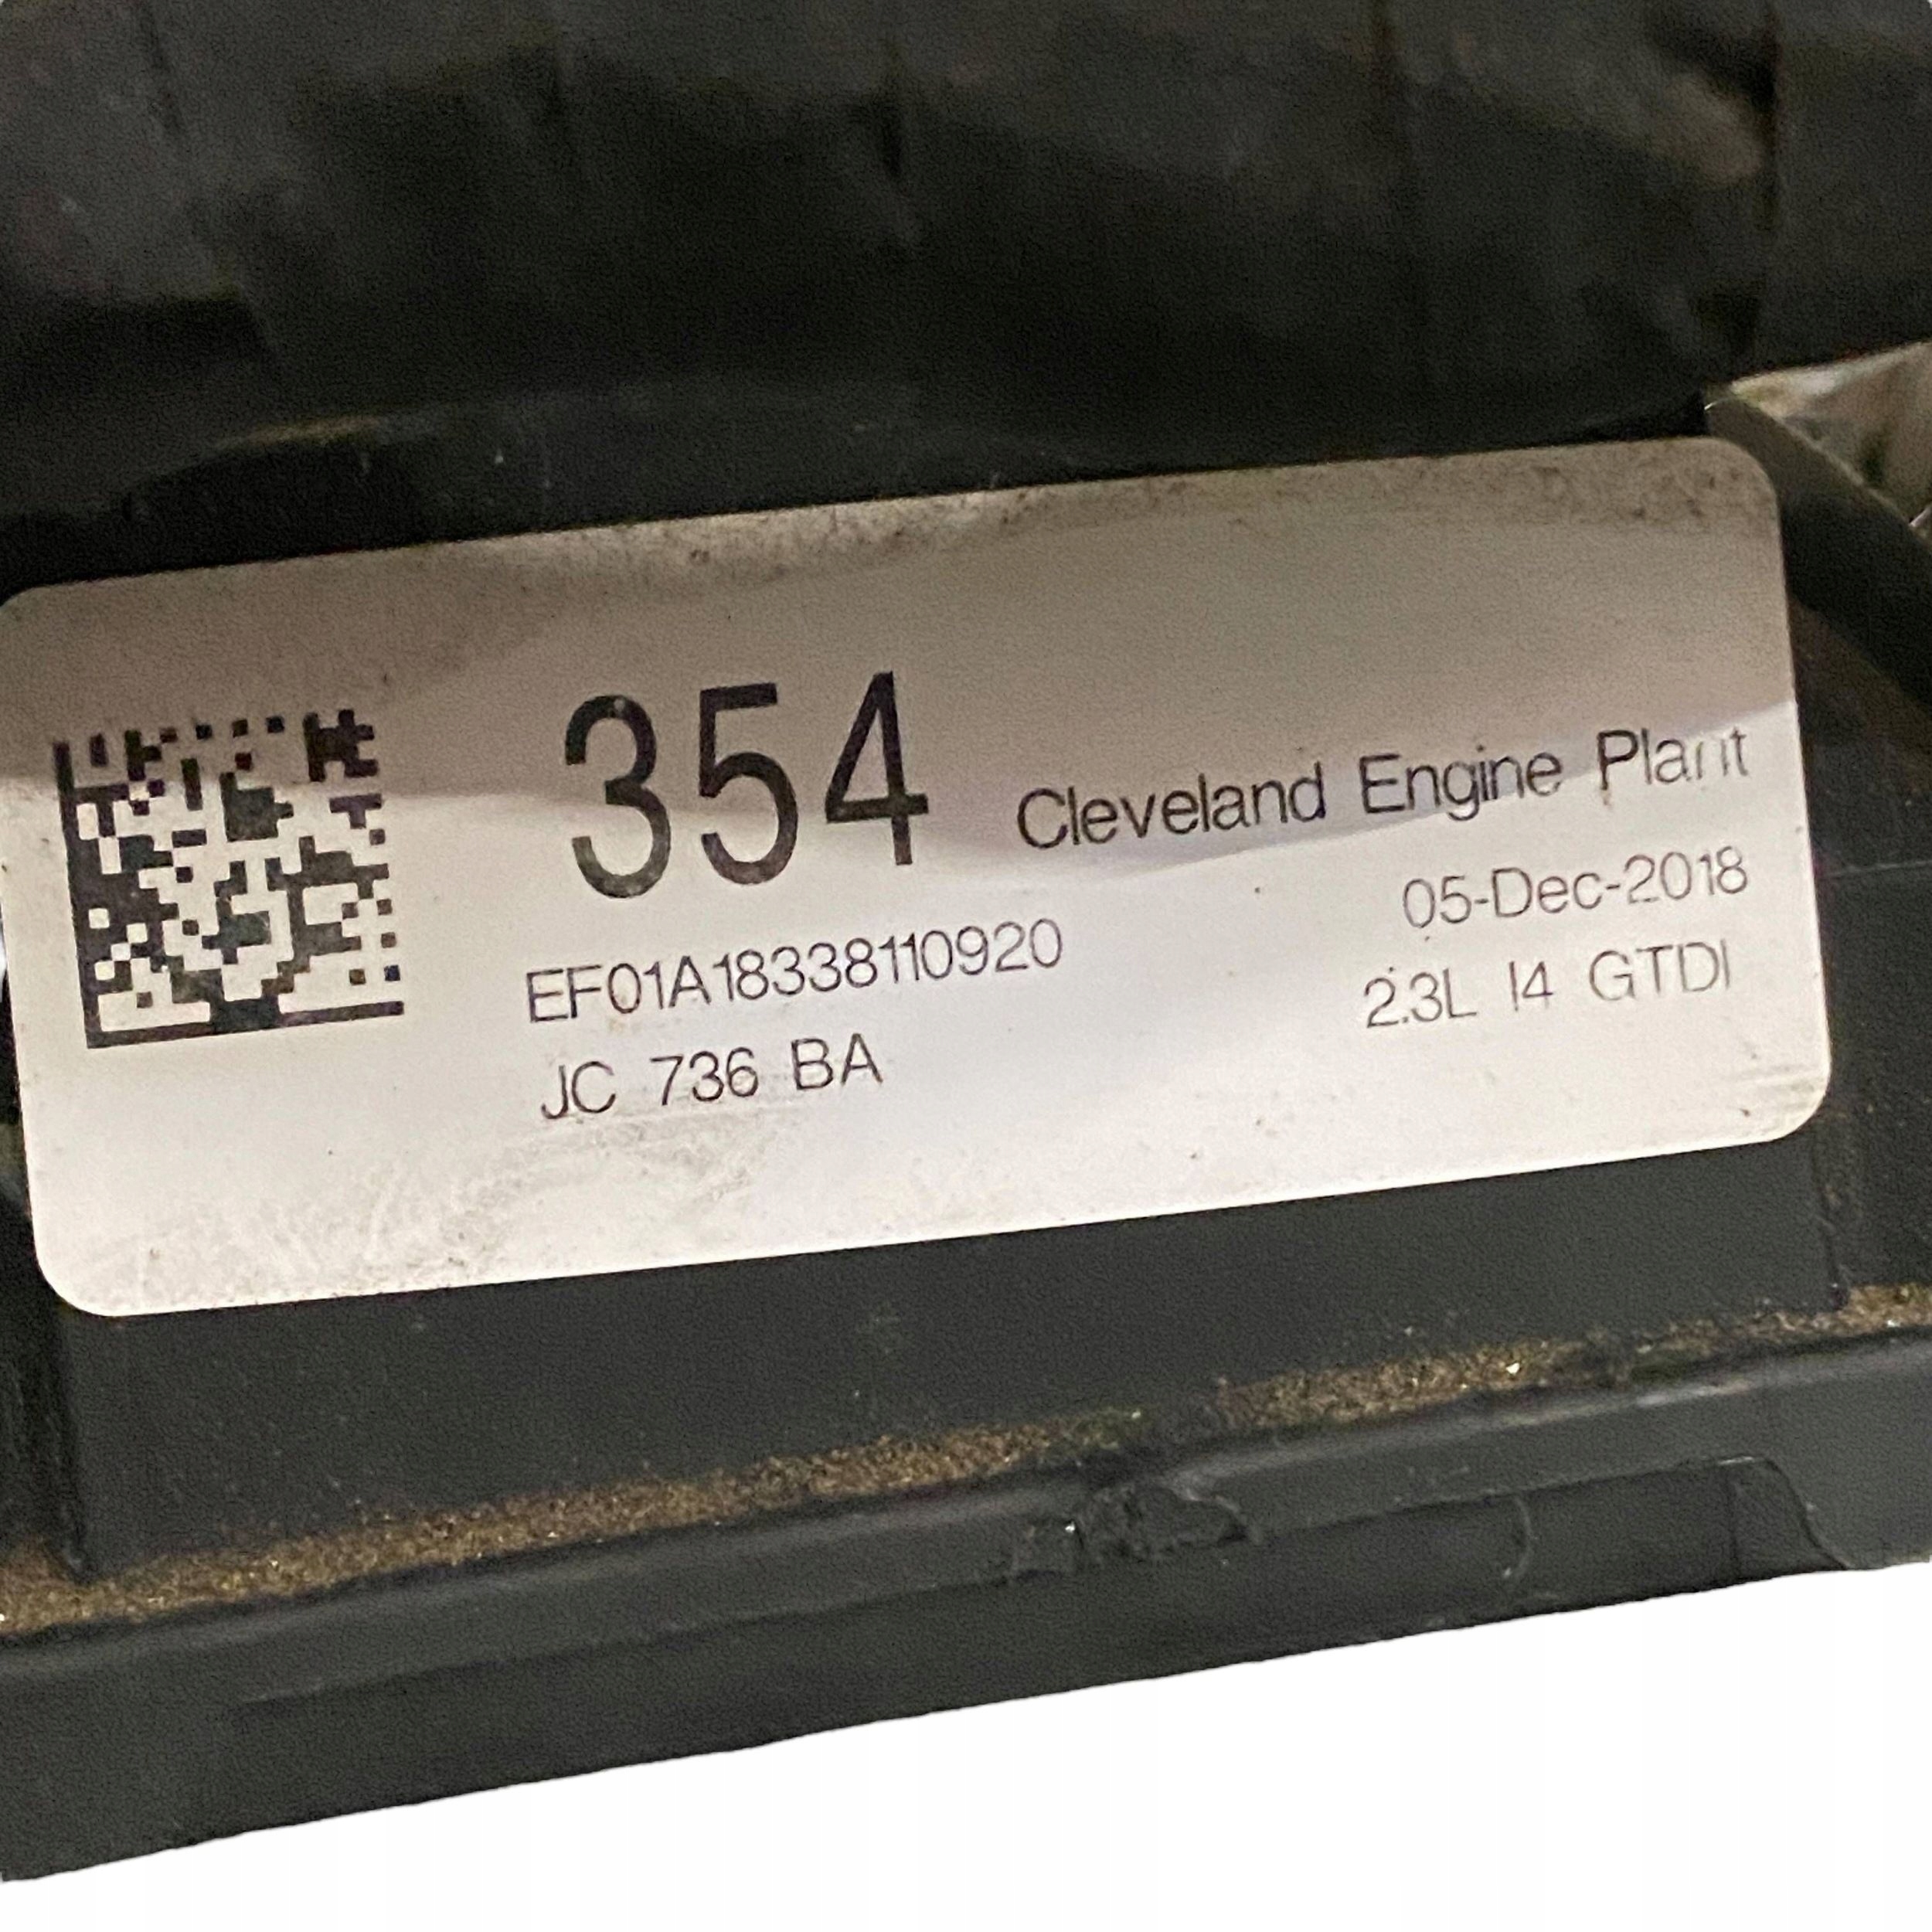 354 Cleveland Engine Plant
EF01A18338110920 05-Dec-2018
JC 736 BA 2.3L I4 GTDI